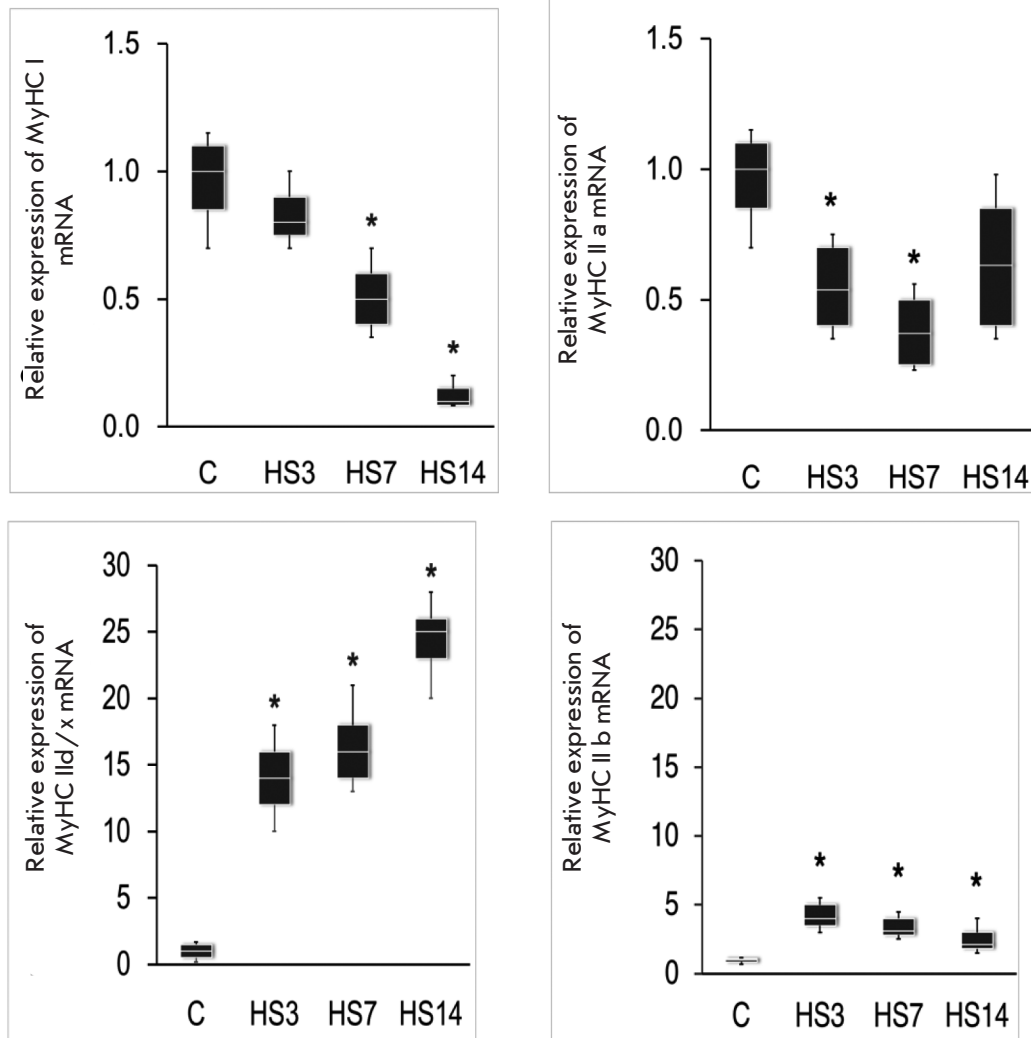 Relative expression of MyHC I
mRNA
1.5
1.0
0.5
0.0
*
*
C HS3 HS7 HS14
Relative expression of
MyHC II a mRNA
1.5
1.0
0.5
0.0
*
*
C HS3 HS7 HS14
Relative expression of
MyHC IId/x mRNA
30
25
20
15
10
5
0
*
*
*
C HS3 HS7 HS14
Relative expression of
MyHC II b mRNA
30
25
20
15
10
5
0
*
*
*
C HS3 HS7 HS14